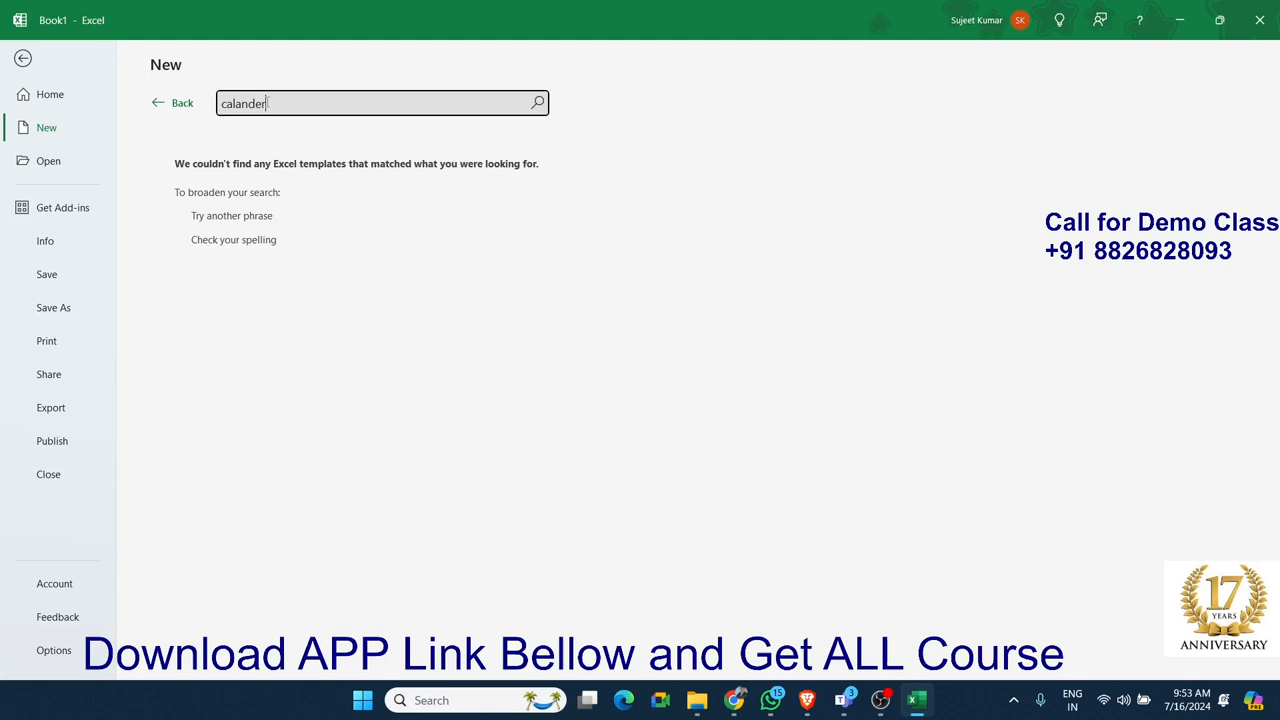 Book1 - Excel
Sujeet Kumar
SK
?
New
Home
Back
calander
New
We couldn't find any Excel templates that matched what you were looking for.
Open
To broaden your search:
Try another phrase
Get Add-ins
Check your spelling
Call for Demo Class
+91 8826828093
Info
Save
Save As
Print
Share
Export
Publish
Close
Account
Feedback
Options
17
YEARS
ANNIVERSARY
Download APP Link Bellow and Get ALL Course
Search
15
3
ENG
IN
9:53 AM
7/16/2024